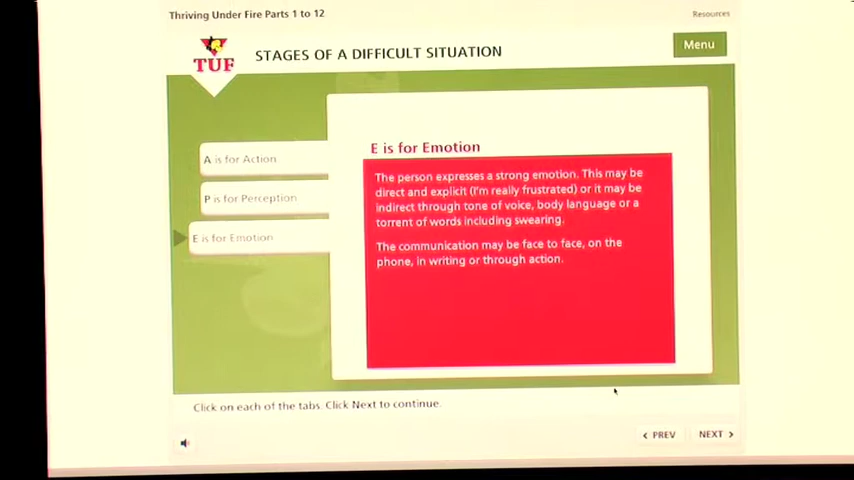 Thriving Under Fire Parts 1 to 12
Resources
TUF
STAGES OF A DIFFICULT SITUATION
Menu
A is for Action
P is for Perception
E is for Emotion
E is for Emotion
The person expresses a strong emotion. This may be
direct and explicit (I'm really frustrated) or it may be
indirect through tone of voice, body language or a
torrent of words including swearing.
The communication may be face to face, on the
phone, in writing or through action.
Click on each of the tabs. Click Next to continue.
PREV
NEXT